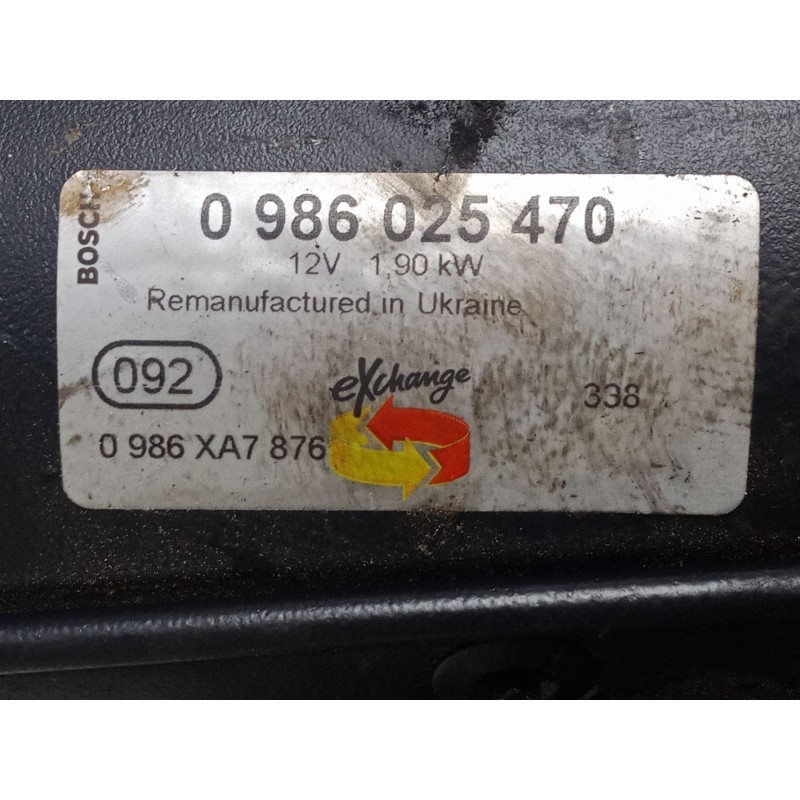 BOSCH
0 986 025 470
12V 1,90 kW
Remanufactured in Ukraine
092
eXchange
338
0 986 XA7 876